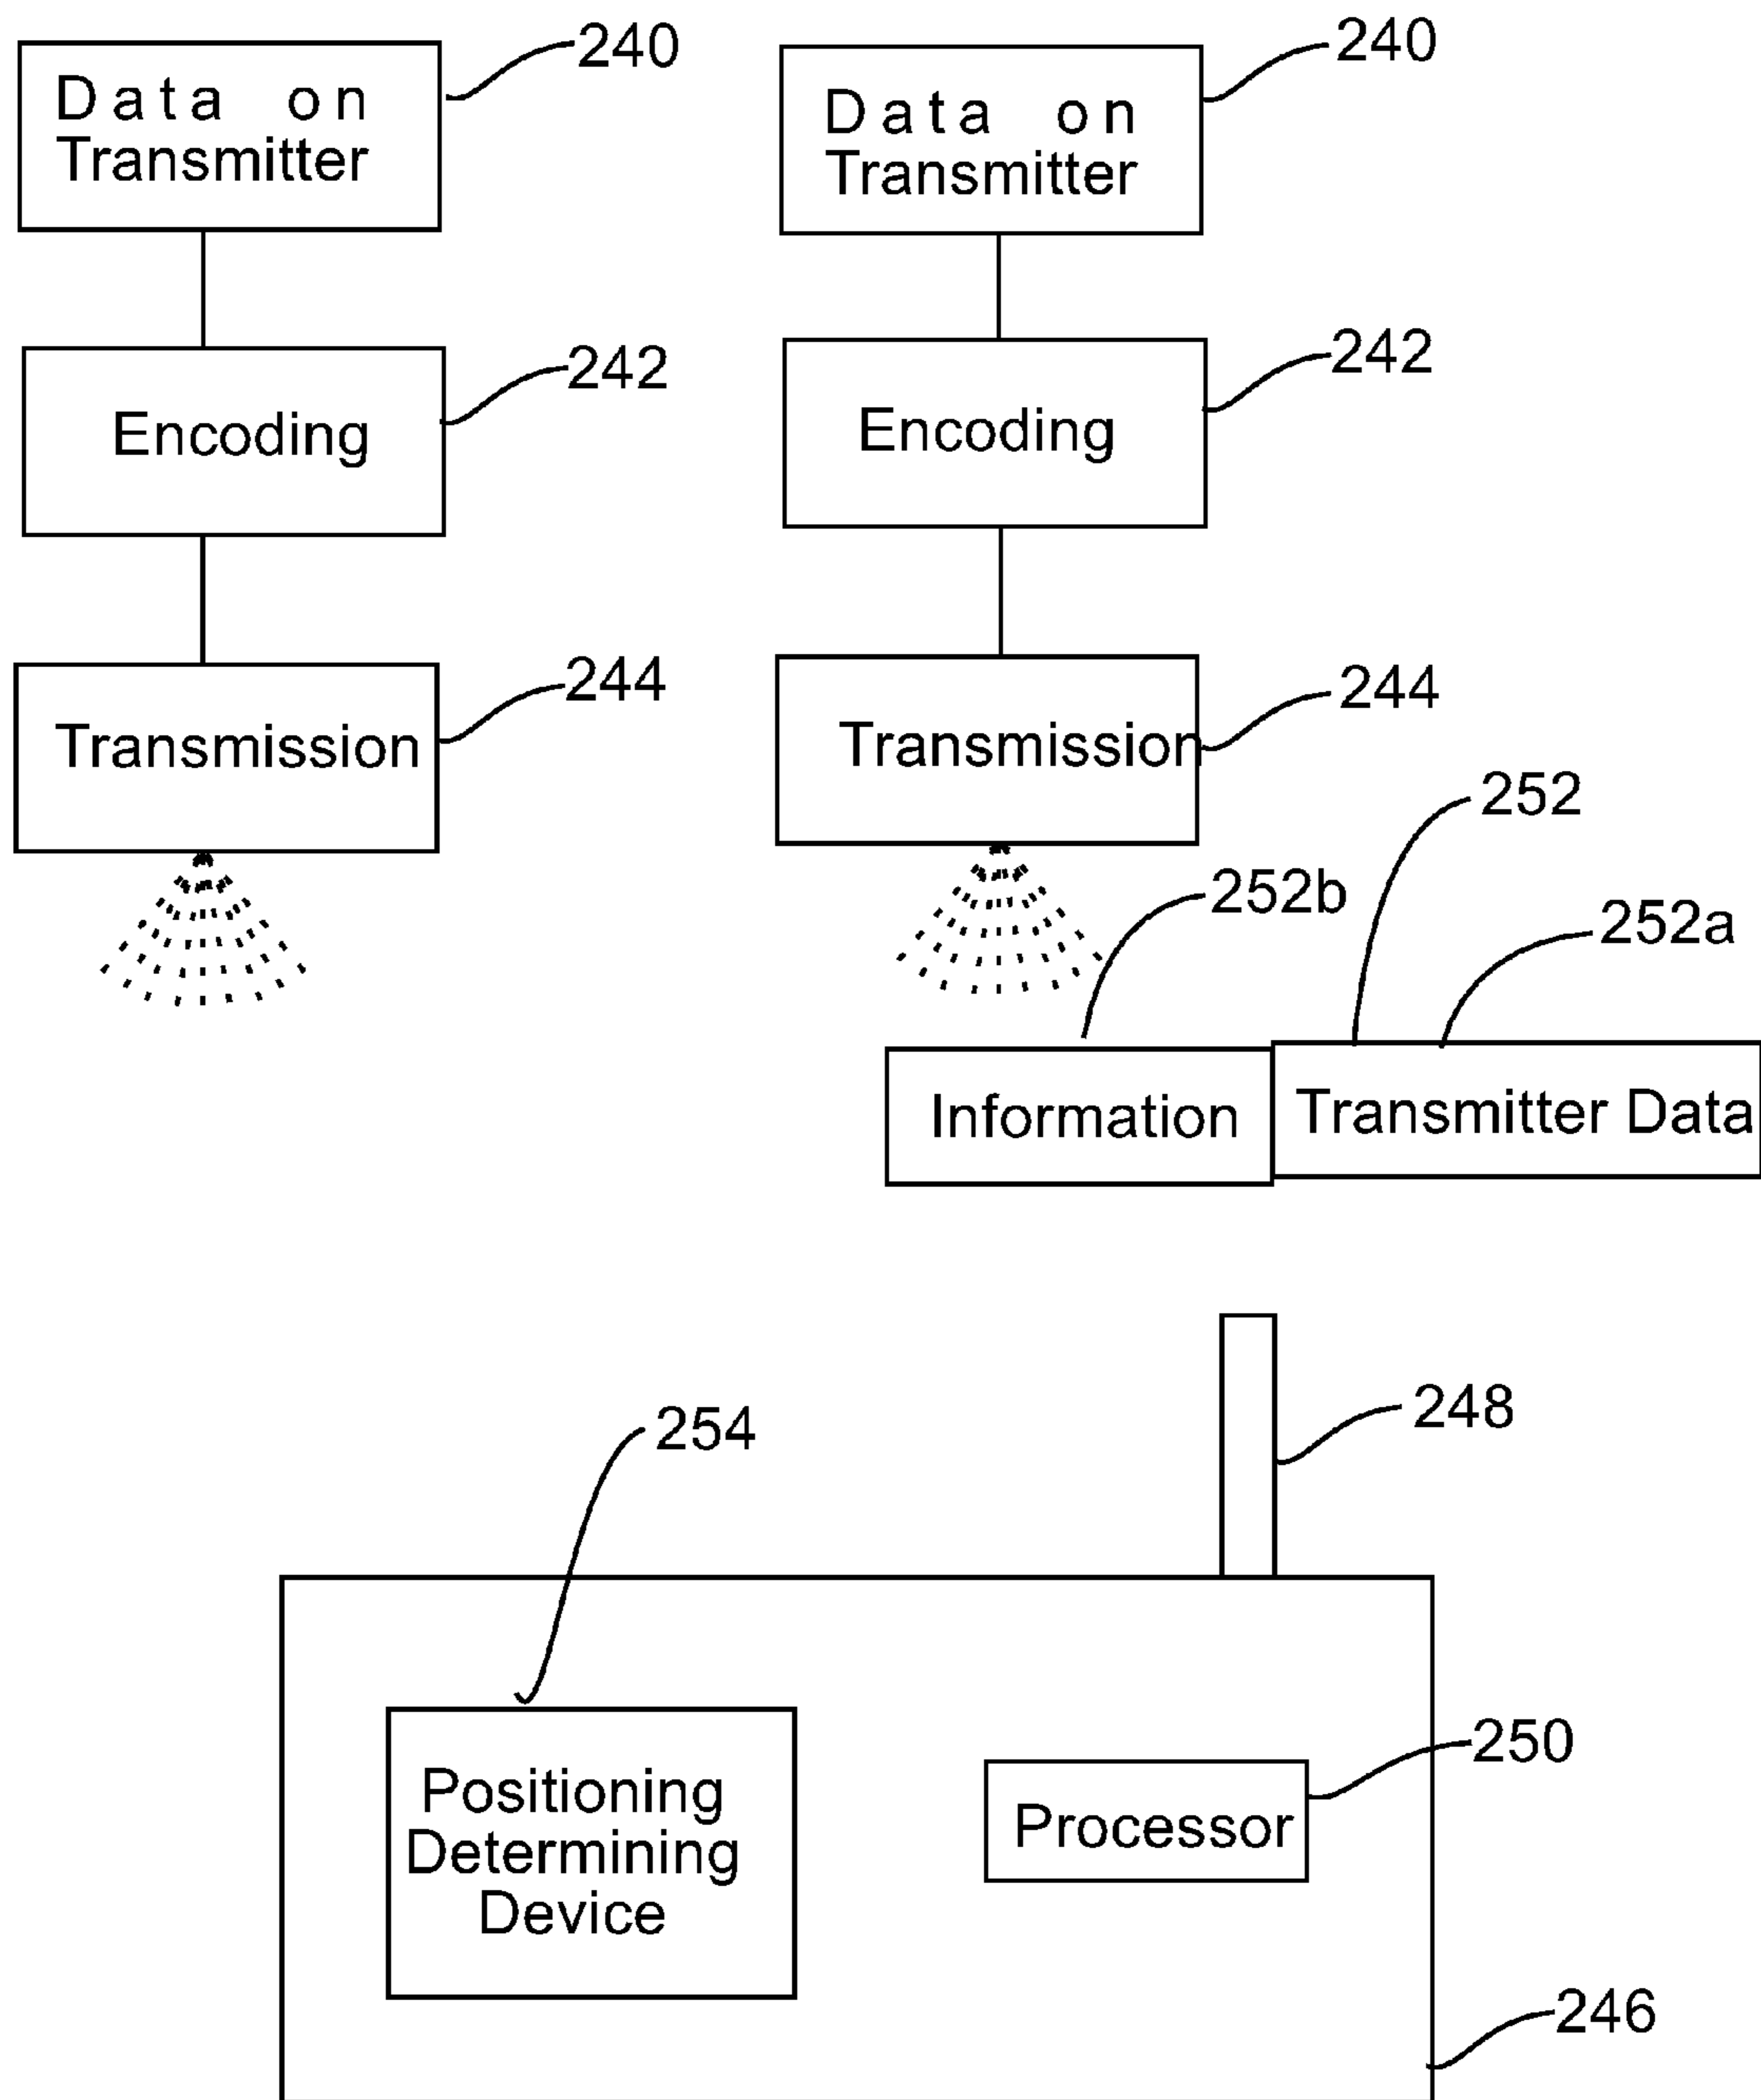 240
240
Data on
Transmitter
Data on
Transmitter
242
242
Encoding
Encoding
244
244
Transmission
Transmission
252
252b
252a
Information
Transmitter Data
248
254
250
Positioning
Determining
Device
Processor
246